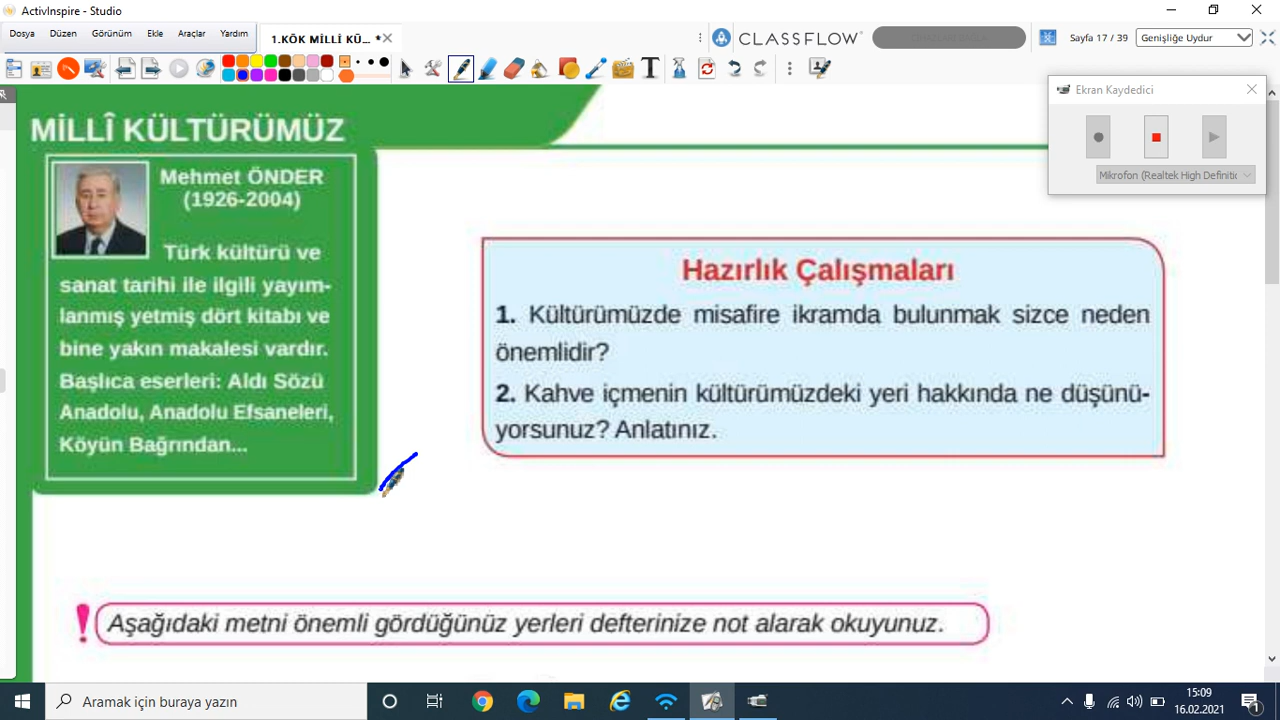 ActivInspire - Studio
Dosya Düzen Görünüm Ekle Araçlar Yardım
1.KÖK MİLLÎ KÜ... *
CLASSFLOW
Sayfa 17 / 39
Genişliğe Uydur
Ekran Kaydedici
Mikrofon (Realtek High Definitic
MİLLÎ KÜLTÜRÜMÜZ
Mehmet ÖNDER
(1926-2004)
Türk kültürü ve
sanat tarihi ile ilgili yayım-
lanmış yetmiş dört kitabı ve
bine yakın makalesi vardır.
Başlıca eserleri: Aldı Sözü
Anadolu, Anadolu Efsaneleri,
Köyün Bağrından...
Hazırlık Çalışmaları
1. Kültürümüzde misafire ikramda bulunmak sizce neden
önemlidir?
2. Kahve içmenin kültürümüzdeki yeri hakkında ne düşünü-
yorsunuz? Anlatınız.
! Aşağıdaki metni önemli gördüğünüz yerleri defterinize not alarak okuyunuz.
Aramak için buraya yazın
15:09
16.02.2021
1